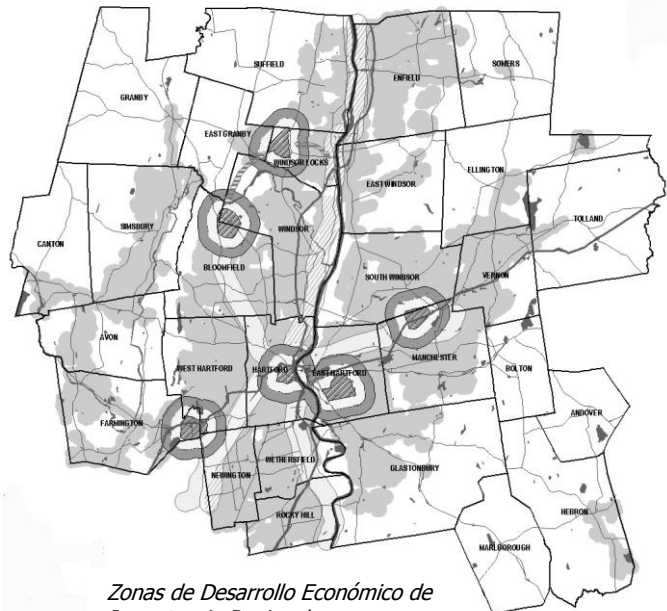 SUFFIELD
ENFIELD
SOMERS
GRANBY
EAST GRANBY
WINDSOR LOCKS
EAST WINDSOR
ELLINGTON
TOLLAND
SIMSBURY
WINDSOR
CANTON
BLOOMFIELD
SOUTH WINDSOR
VERNON
AVON
WEST HARTFORD
HARTFORD
EAST HARTFORD
MANCHESTER
BOLTON
ANDOVER
FARMINGTON
NEWINGTON
WETHERSFIELD
GLASTONBURY
HEBRON
ROCKY HILL
MARLBOROUGH
Zonas de Desarrollo Económico de